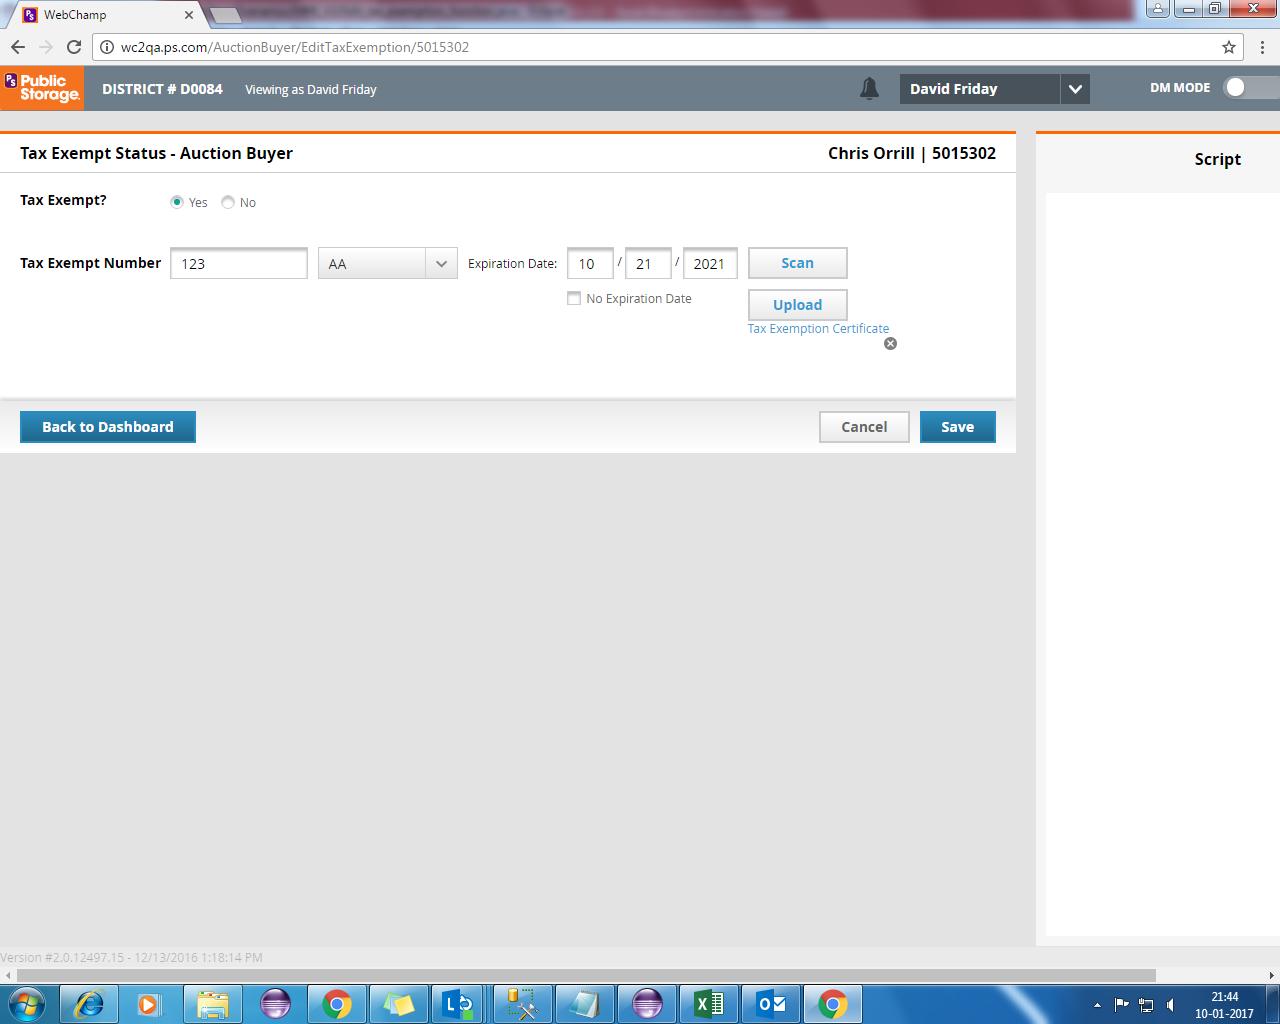 WebChamp
wc2qa.ps.com/AuctionBuyer/EditTaxExemption/5015302
PS Public Storage.
DISTRICT # D0084
Viewing as David Friday
David Friday
DM MODE
Tax Exempt Status - Auction Buyer
Chris Orrill | 5015302
Script
Tax Exempt?
Yes
No
Tax Exempt Number
123
AA
Expiration Date:
10 / 21 / 2021
Scan
No Expiration Date
Upload
Tax Exemption Certificate
Back to Dashboard
Cancel
Save
Version #2.0.12497.15 - 12/13/2016 1:18:14 PM
21:44
10-01-2017